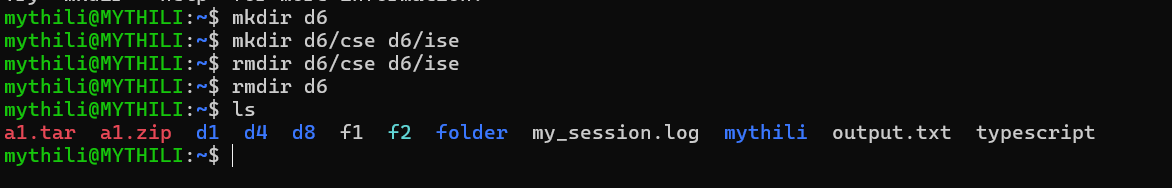 mythili@MYTHILI:~$ mkdir d6
mythili@MYTHILI:~$ mkdir d6/cse d6/ise
mythili@MYTHILI:~$ rmdir d6/cse d6/ise
mythili@MYTHILI:~$ rmdir d6
mythili@MYTHILI:~$ ls
a1.tar  a1.zip  d1  d4  d8  f1  f2  folder  my_session.log  mythili  output.txt  typescript
mythili@MYTHILI:~$